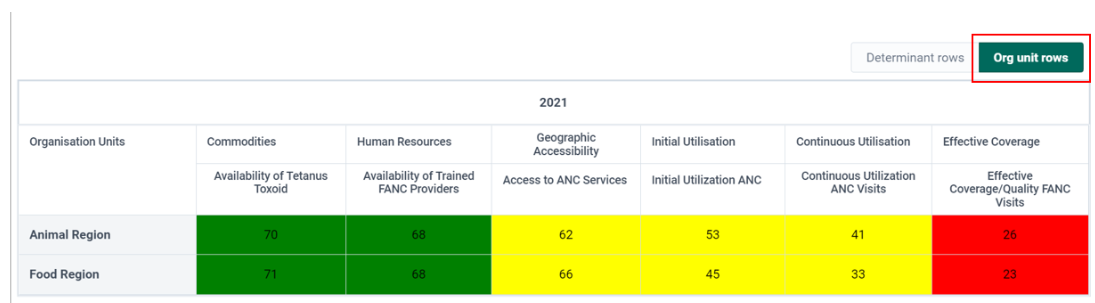 Determinant rows Org unit rows
2021
Organisation Units Commodities Human Resources Geographic Accessibility Initial Utilisation Continuous Utilisation Effective Coverage
Availability of Tetanus Toxoid Availability of Trained FANC Providers Access to ANC Services Initial Utilization ANC Continuous Utilization ANC Visits Effective Coverage/Quality FANC Visits
Animal Region 70 68 62 53 41 26
Food Region 71 68 66 45 33 23